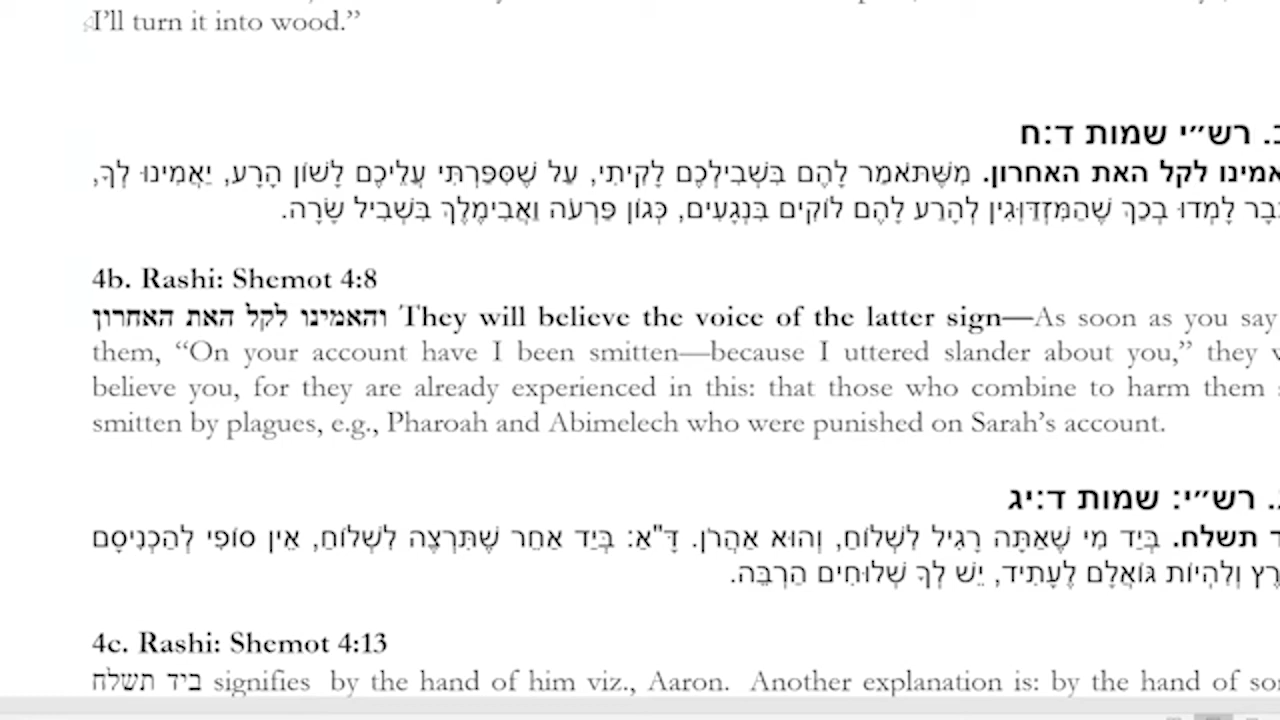 I'll turn it into wood.”
. רש״י שמות ד:ח
אמינו לקל האת האחרון. מִשֶּׁתֹּאמַר לָהֶם בִּשְׁבִילְכֶם לָקִיתִי, עַל שֶׁסִּפַּרְתִּי עֲלֵיכֶם לָשׁוֹן הָרָע, יַאֲמִינוּ לְךָ,
בָר לָמְדוּ בְכַךְ שֶׁהַמִּזְדַּוְּגִין לְהָרַע לָהֶם לוֹקִים בִּנְגָעִים, כְּגוֹן פַּרְעֹה וַאֲבִימֶלֶךְ בִּשְׁבִיל שָׂרָה.
4b. Rashi: Shemot 4:8
והאמינו לקל האת האחרון They will believe the voice of the latter sign—As soon as you say
them, “On your account have I been smitten—because I uttered slander about you,” they
believe you, for they are already experienced in this: that those who combine to harm them
smitten by plagues, e.g., Pharoah and Abimelech who were punished on Sarah's account.
. רש״י: שמות ד:יג
ד תשלח. בְּיַד מִי שֶׁאַתָּה רָגִיל לִשְׁלוֹחַ, וְהוּא אַהֲרֹן. דָּ"אַ: בְּיַד אַחֵר שֶׁתִּרְצֶה לִשְׁלוֹחַ, אֵין סוֹפִי לְהַכְנִיסָם
רֶץ וְלִהְיוֹת גּוֹאֲלָם לֶעָתִיד, יֵשׁ לְךָ שְׁלוּחִים הַרְבֵּה.
4c. Rashi: Shemot 4:13
ביד תשלח signifies by the hand of him viz., Aaron. Another explanation is: by the hand of